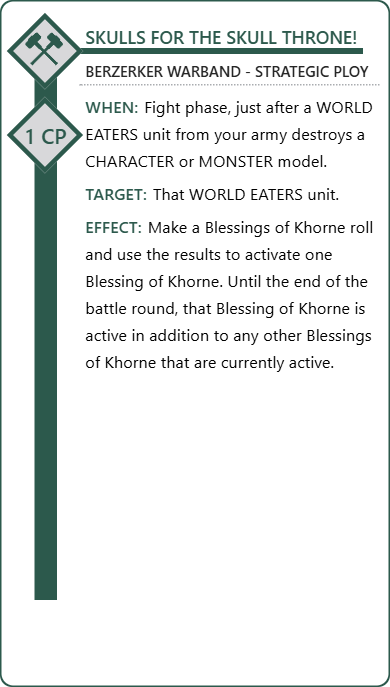 SKULLS FOR THE SKULL THRONE!
BERZERKER WARBAND - STRATEGIC PLOY
1 CP
WHEN: Fight phase, just after a WORLD
EATERS unit from your army destroys a
CHARACTER or MONSTER model.
TARGET: That WORLD EATERS unit.
EFFECT: Make a Blessings of Khorne roll
and use the results to activate one
Blessing of Khorne. Until the end of the
battle round, that Blessing of Khorne is
active in addition to any other Blessings
of Khorne that are currently active.